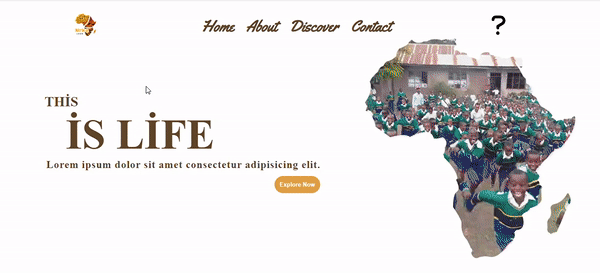 Home About Discover Contact ?
THİS
İS LİFE
Lorem ipsum dolor sit amet consectetur adipisicing elit.
Explore Now